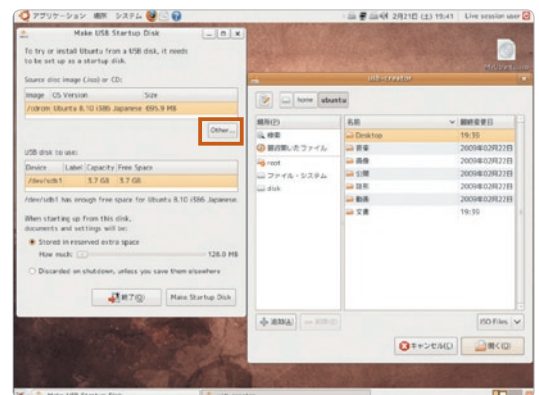 アプリケーション 場所 システム
2月21日 (土) 19:41 Live session user
Make USB Startup Disk
To try or install Ubuntu from a USB disk, it needs
to be set up as a startup disk.
Source disc image (.iso) or CD:
Image OS Version Size
/cdrom Ubuntu 8.10 i386 Japanese 695.9 MB
Other...
USB disk to use:
Device Label Capacity Free Space
/dev/sdb1 3.7 GB 3.7 GB
/dev/sdb1 has enough free space for Ubuntu 8.10 i386 Japanese
When starting up from this disk,
documents and settings will be:
Stored in reserved extra space
How much: 128.0 MB
Discarded on shutdown, unless you save them elsewhere
終了(Q) Make Startup Disk
usb-creator
home ubuntu
場所(P) 名前 最終変更日
検索 Desktop 19:39
最近開いたファイル 音楽 2009年02月22日
root 画像 2009年02月22日
ファイル・システム 公開 2009年02月22日
disk 雛形 2009年02月22日
動画 2009年02月22日
文書 19:39
追加(A) 削除(R) ISO Files
キャンセル(C) 開く(O)
Make USB Startup Disk usb-creator